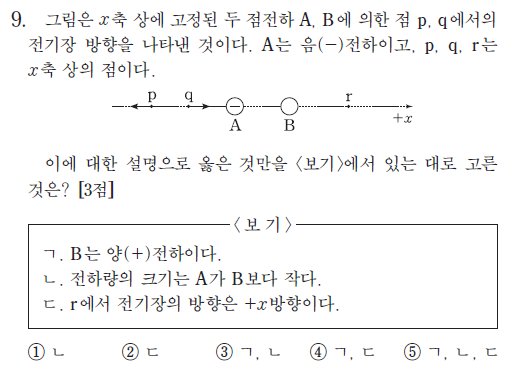 9. 그림은 x축 상에 고정된 두 점전하 A, B에 의한 점 p, q에서의
전기장 방향을 나타낸 것이다. A는 음(−)전하이고, p, q, r는
x축 상의 점이다.
p q r
A B +x
이에 대한 설명으로 옳은 것만을 <보기>에서 있는 대로 고른
것은? [3점]
<보 기>
ㄱ. B는 양(+)전하이다.
ㄴ. 전하량의 크기는 A가 B보다 작다.
ㄷ. r에서 전기장의 방향은 +x방향이다.
① ㄴ ② ㄷ ③ ㄱ, ㄴ ④ ㄱ, ㄷ ⑤ ㄱ, ㄴ, ㄷ